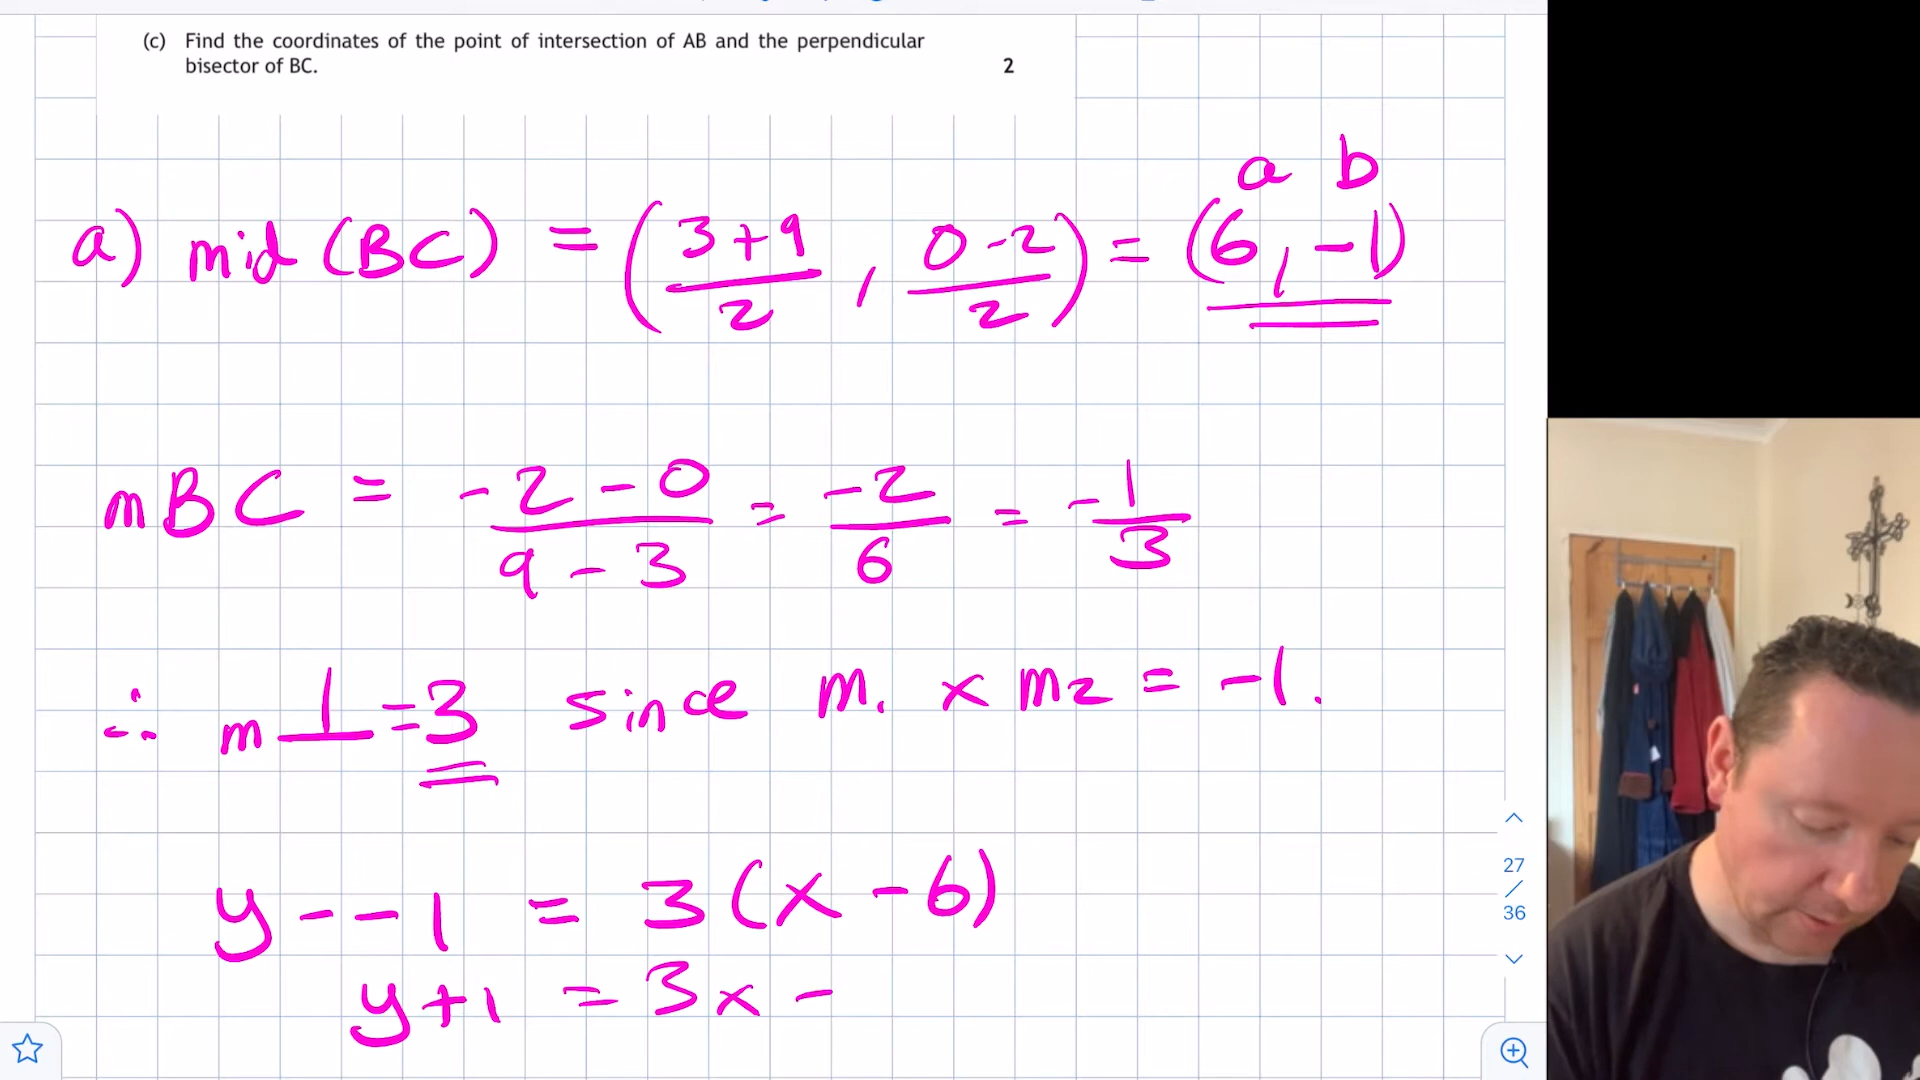 (c) Find the coordinates of the point of intersection of AB and the perpendicular
bisector of BC. 2
a b
a) mid (BC) = (3+9/2 , 0-2/2) = (6, -1)
mBC = -2 - 0/9 - 3 = -2/6 = -1/3
∴ m⊥ = 3 since m₁ × m₂ = -1.
y - - 1 = 3(x - 6)
y + 1 = 3x -
27
/
36